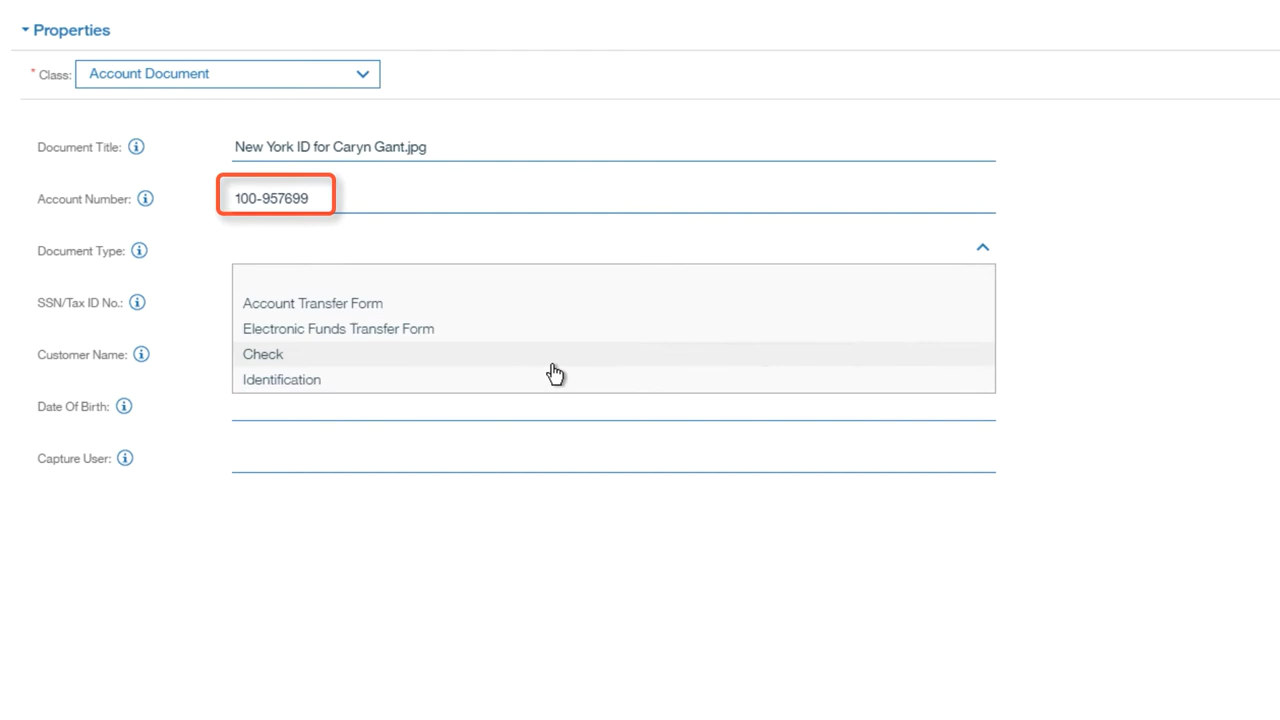 Properties
* Class: Account Document
Document Title: New York ID for Caryn Gant.jpg
Account Number: 100-957699
Document Type:
Account Transfer Form
SSN/Tax ID No.:
Electronic Funds Transfer Form
Customer Name: Check
Identification
Date Of Birth:
Capture User: